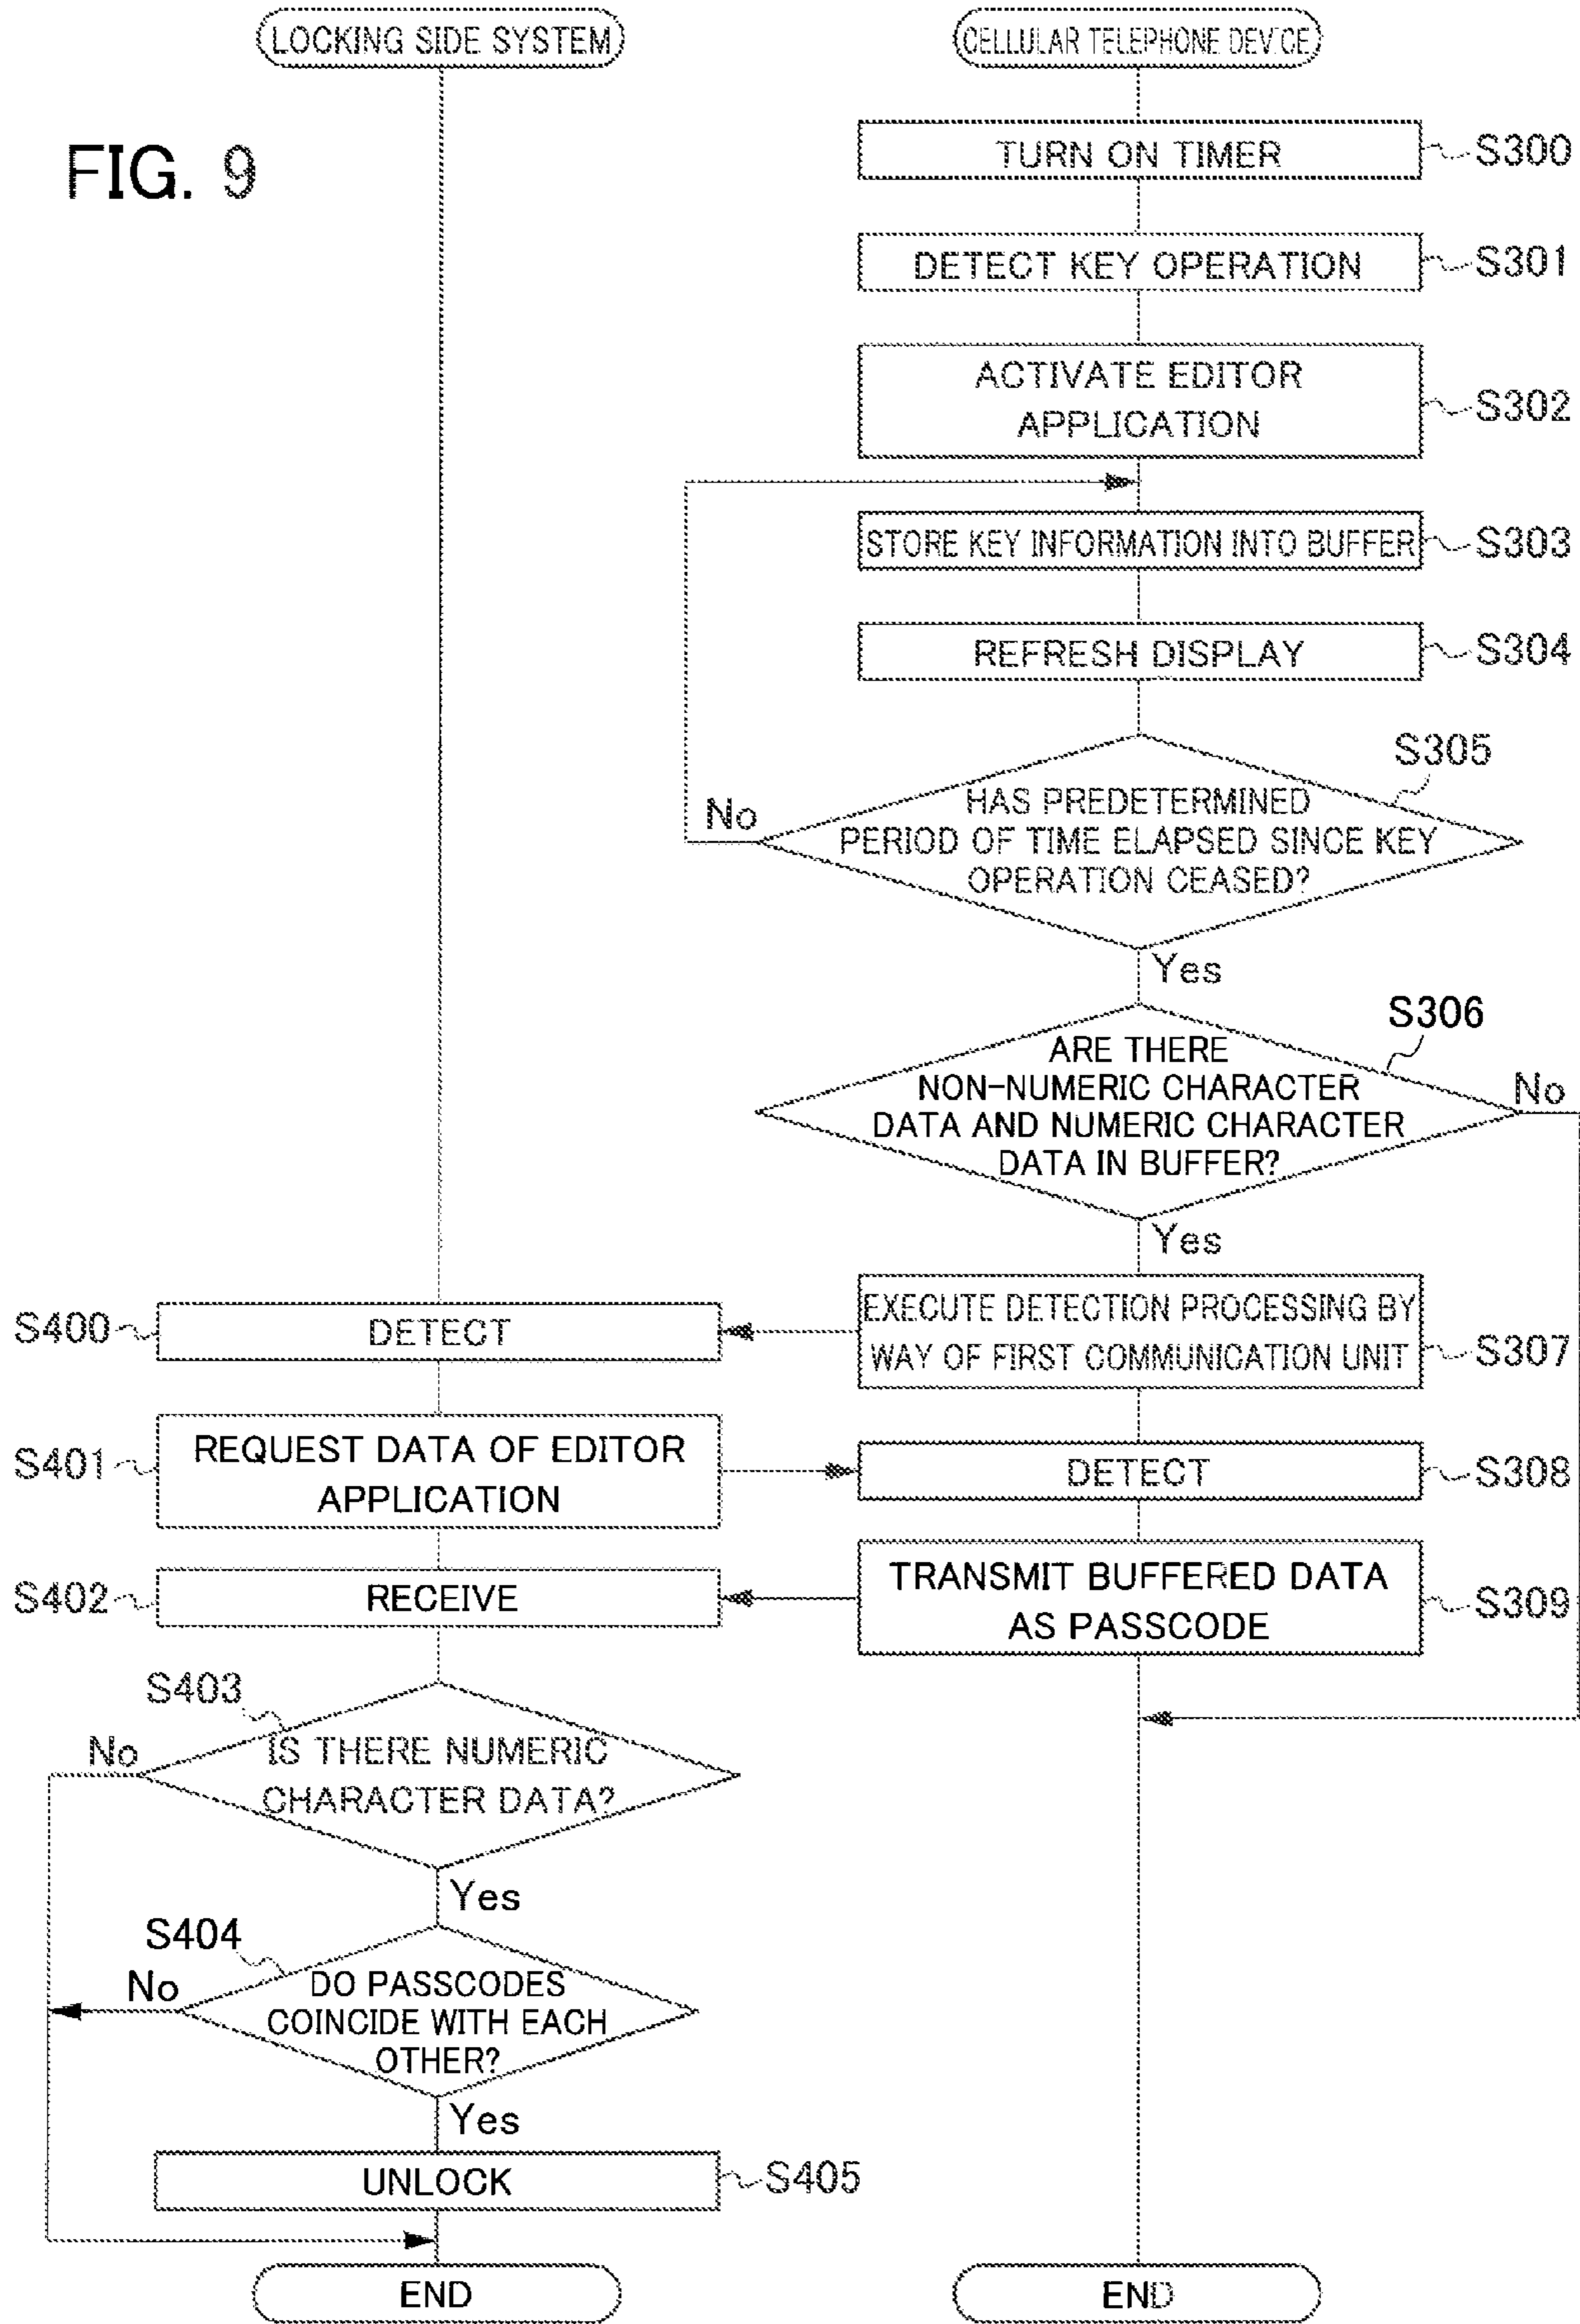 LOCKING SIDE SYSTEM
CELLULAR TELEPHONE DEVICE
FIG. 9
TURN ON TIMER
S300
DETECT KEY OPERATION
S301
ACTIVATE EDITOR
APPLICATION
S302
STORE KEY INFORMATION INTO BUFFER
S303
REFRESH DISPLAY
S304
S305
HAS PREDETERMINED
PERIOD OF TIME ELAPSED SINCE KEY
OPERATION CEASED?
No
Yes
S306
ARE THERE
NON-NUMERIC CHARACTER
DATA AND NUMERIC CHARACTER
DATA IN BUFFER?
No
Yes
S400
DETECT
EXECUTE DETECTION PROCESSING BY
WAY OF FIRST COMMUNICATION UNIT
S307
S401
REQUEST DATA OF EDITOR
APPLICATION
DETECT
S308
S402
RECEIVE
TRANSMIT BUFFERED DATA
AS PASSCODE
S309
S403
No
IS THERE NUMERIC
CHARACTER DATA?
Yes
S404
No
DO PASSCODES
COINCIDE WITH EACH
OTHER?
Yes
UNLOCK
S405
END
END